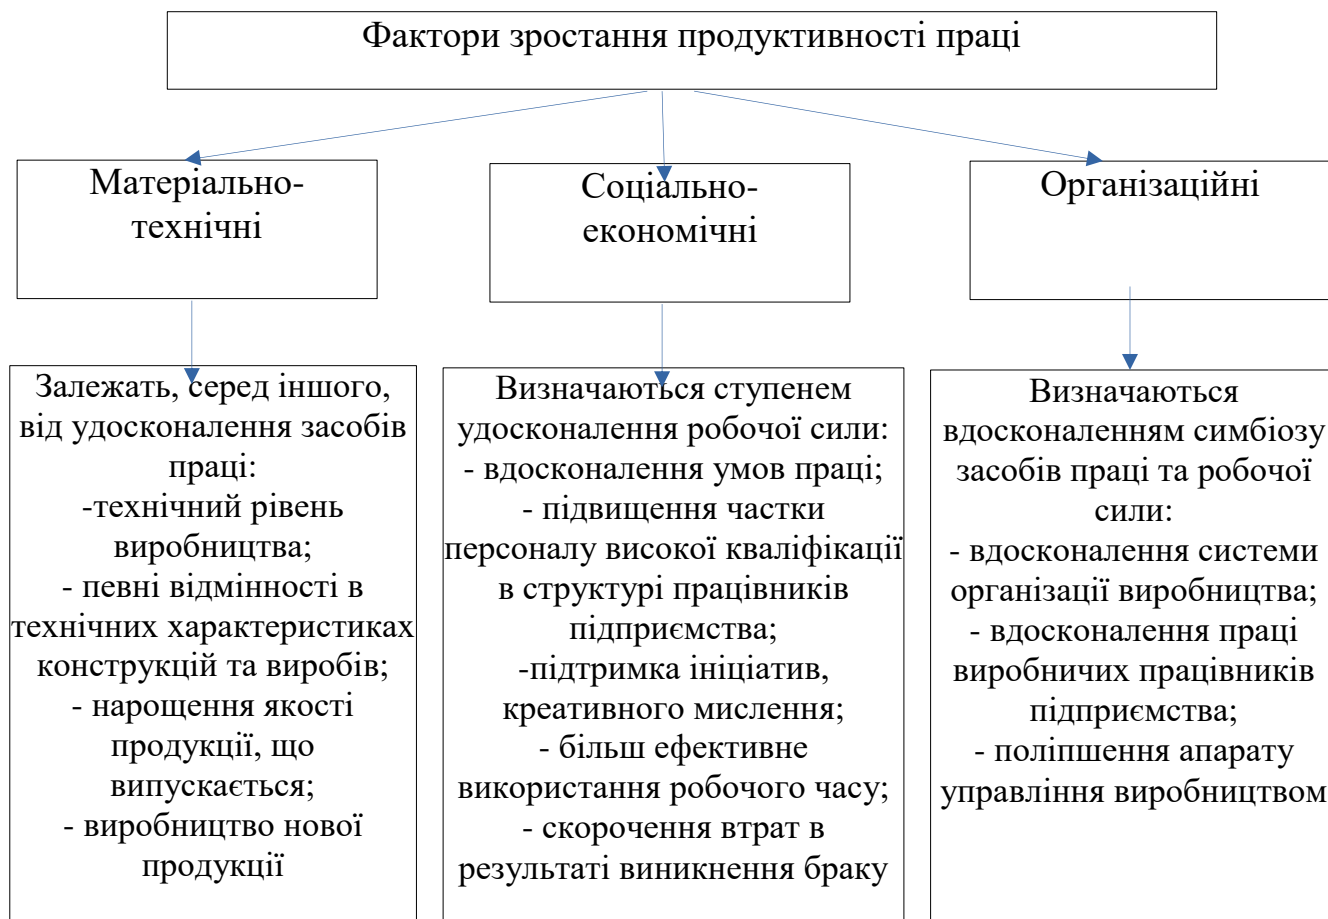 Фактори зростання продуктивності праці
Матеріально-
технічні
Соціально-
економічні
Організаційні
Залежать, серед іншого,
від удосконалення засобів
праці:
-технічний рівень
виробництва;
- певні відмінності в
технічних характеристиках
конструкцій та виробів;
- нарощення якості
продукції, що
випускається;
- виробництво нової
продукції
Визначаються ступенем
удосконалення робочої сили:
- вдосконалення умов праці;
- підвищення частки
персоналу високої кваліфікації
в структурі працівників
підприємства;
-підтримка ініціатив,
креативного мислення;
- більш ефективне
використання робочого часу;
- скорочення втрат в
результаті виникнення браку
Визначаються
вдосконаленням симбіозу
засобів праці та робочої
сили:
- вдосконалення системи
організації виробництва;
- вдосконалення праці
виробничих працівників
підприємства;
- поліпшення апарату
управління виробництвом